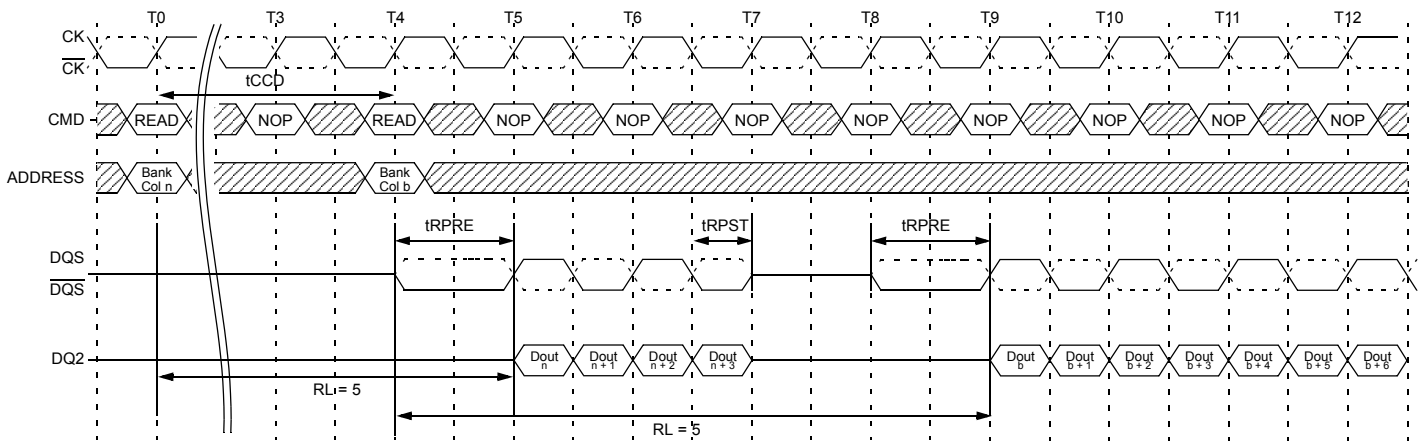 T0 T3 T4 T5 T6 T7 T8 T9 T10 T11 T12
CK
CK
tCCD
CMD READ NOP READ NOP NOP NOP NOP NOP NOP NOP NOP
ADDRESS Bank Col n Bank Col b
tRPRE tRPST tRPRE
DQS
DQS
DQ2 Dout n Dout n + 1 Dout n + 2 Dout n + 3 Dout b Dout b + 1 Dout b + 2 Dout b + 3 Dout b + 4 Dout b + 5 Dout b + 6
RL = 5
RL = 5